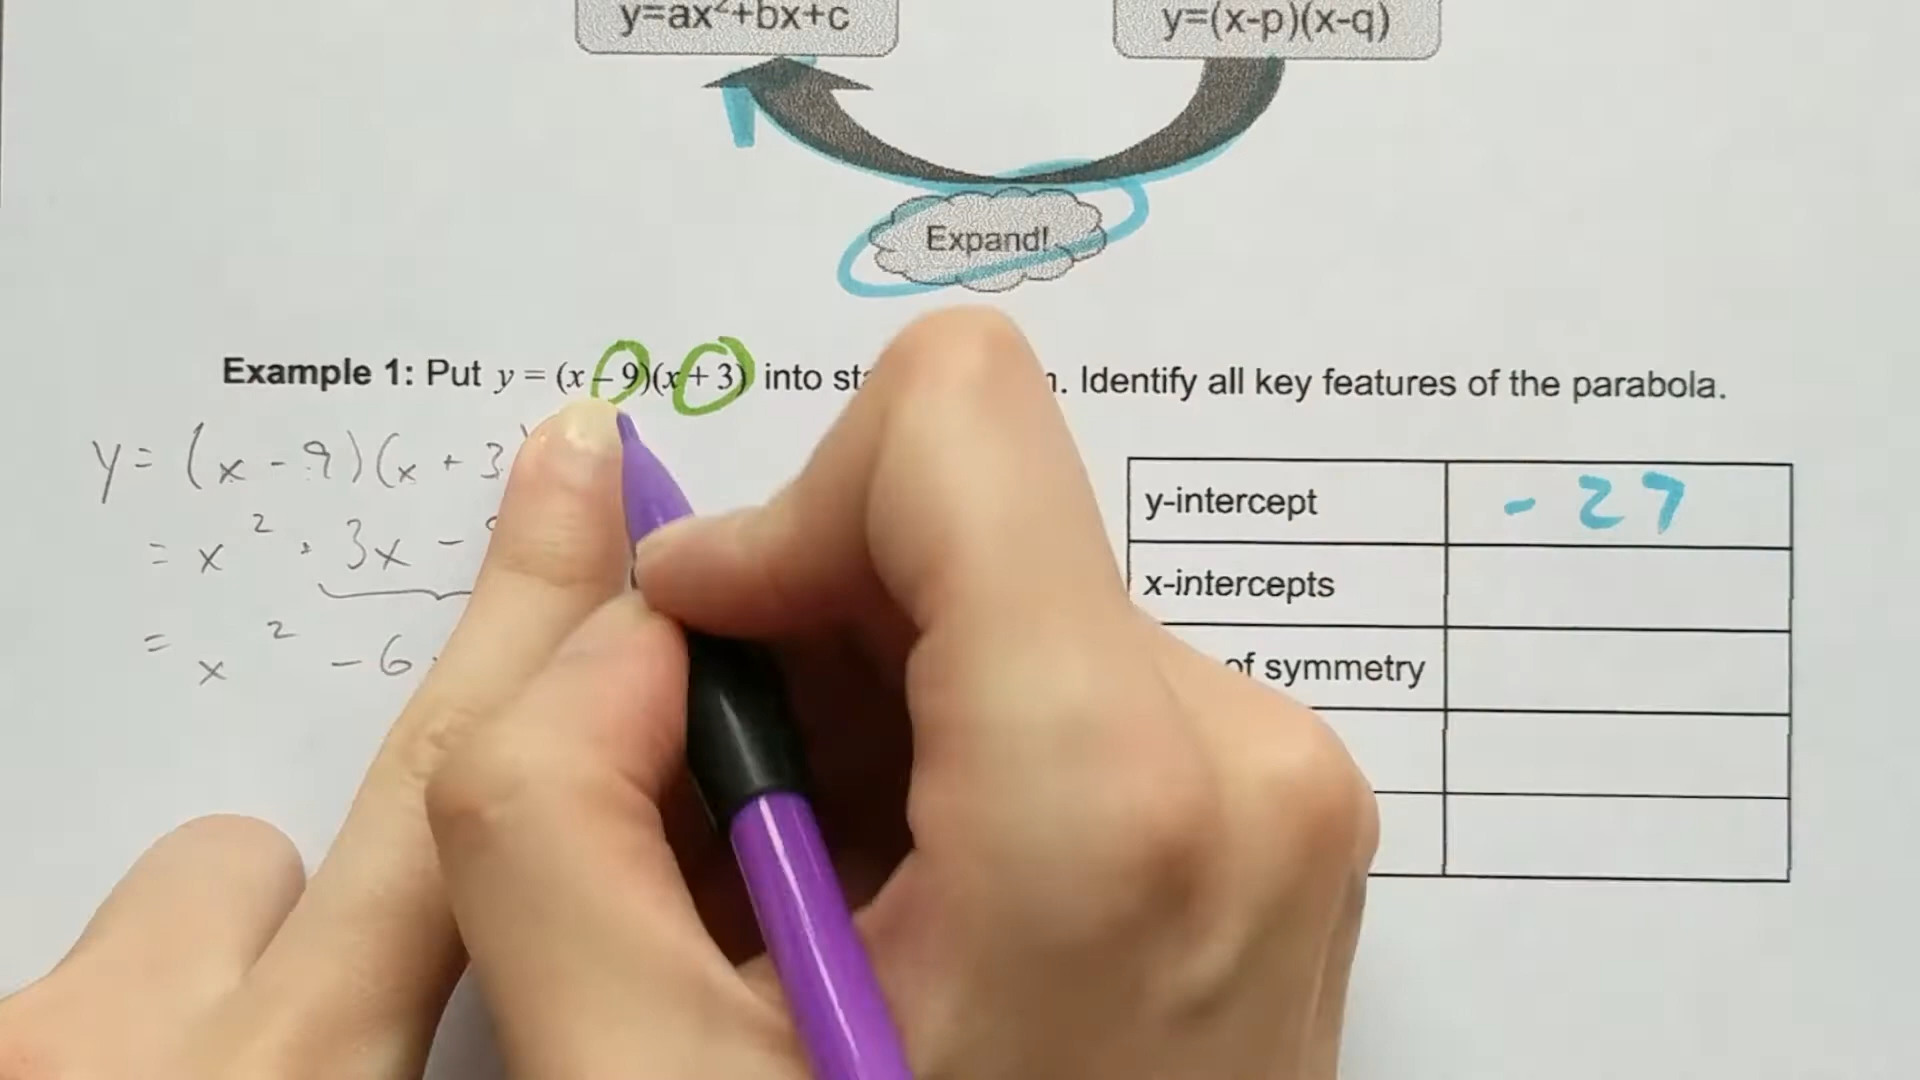 y=ax²+bx+c
y=(x-p)(x-q)
Expand!
Example 1: Put y = (x – 9)(x + 3) into Identify all key features of the parabola.
y = (x - 9)(x + 3
= x² + 3x -
= x² - 6
y-intercept - 27
x-intercepts
of symmetry